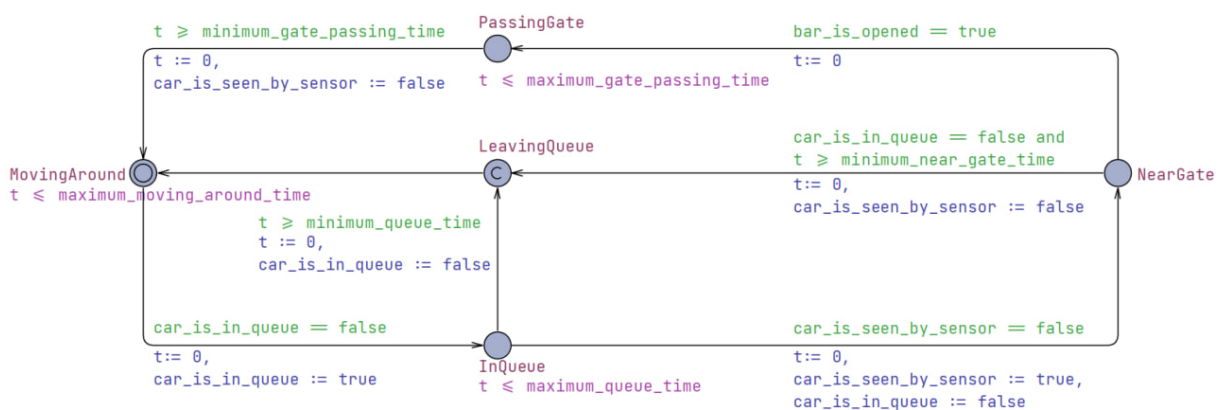 PassingGate
t ⩾ minimum_gate_passing_time
t := 0,
car_is_seen_by_sensor := false
t ⩽ maximum_gate_passing_time
bar_is_opened == true
t:= 0
MovingAround
t ⩽ maximum_moving_around_time
LeavingQueue
C
car_is_in_queue == false and
t ⩾ minimum_near_gate_time
t:= 0,
car_is_seen_by_sensor := false
NearGate
t ⩾ minimum_queue_time
t := 0,
car_is_in_queue := false
car_is_in_queue == false
t:= 0,
car_is_in_queue := true
InQueue
t ⩽ maximum_queue_time
car_is_seen_by_sensor == false
t:= 0,
car_is_seen_by_sensor := true,
car_is_in_queue := false